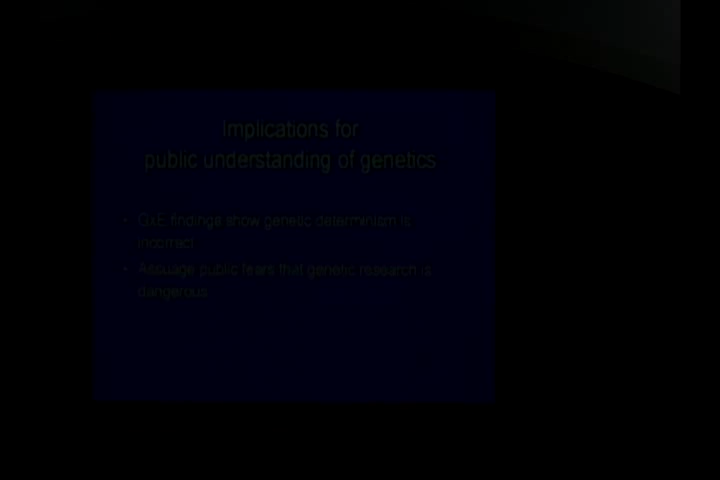 Implications for
public understanding of genetics
• GxE findings show genetic determinism is
incorrect
• Assuage public fears that genetic research is
dangerous